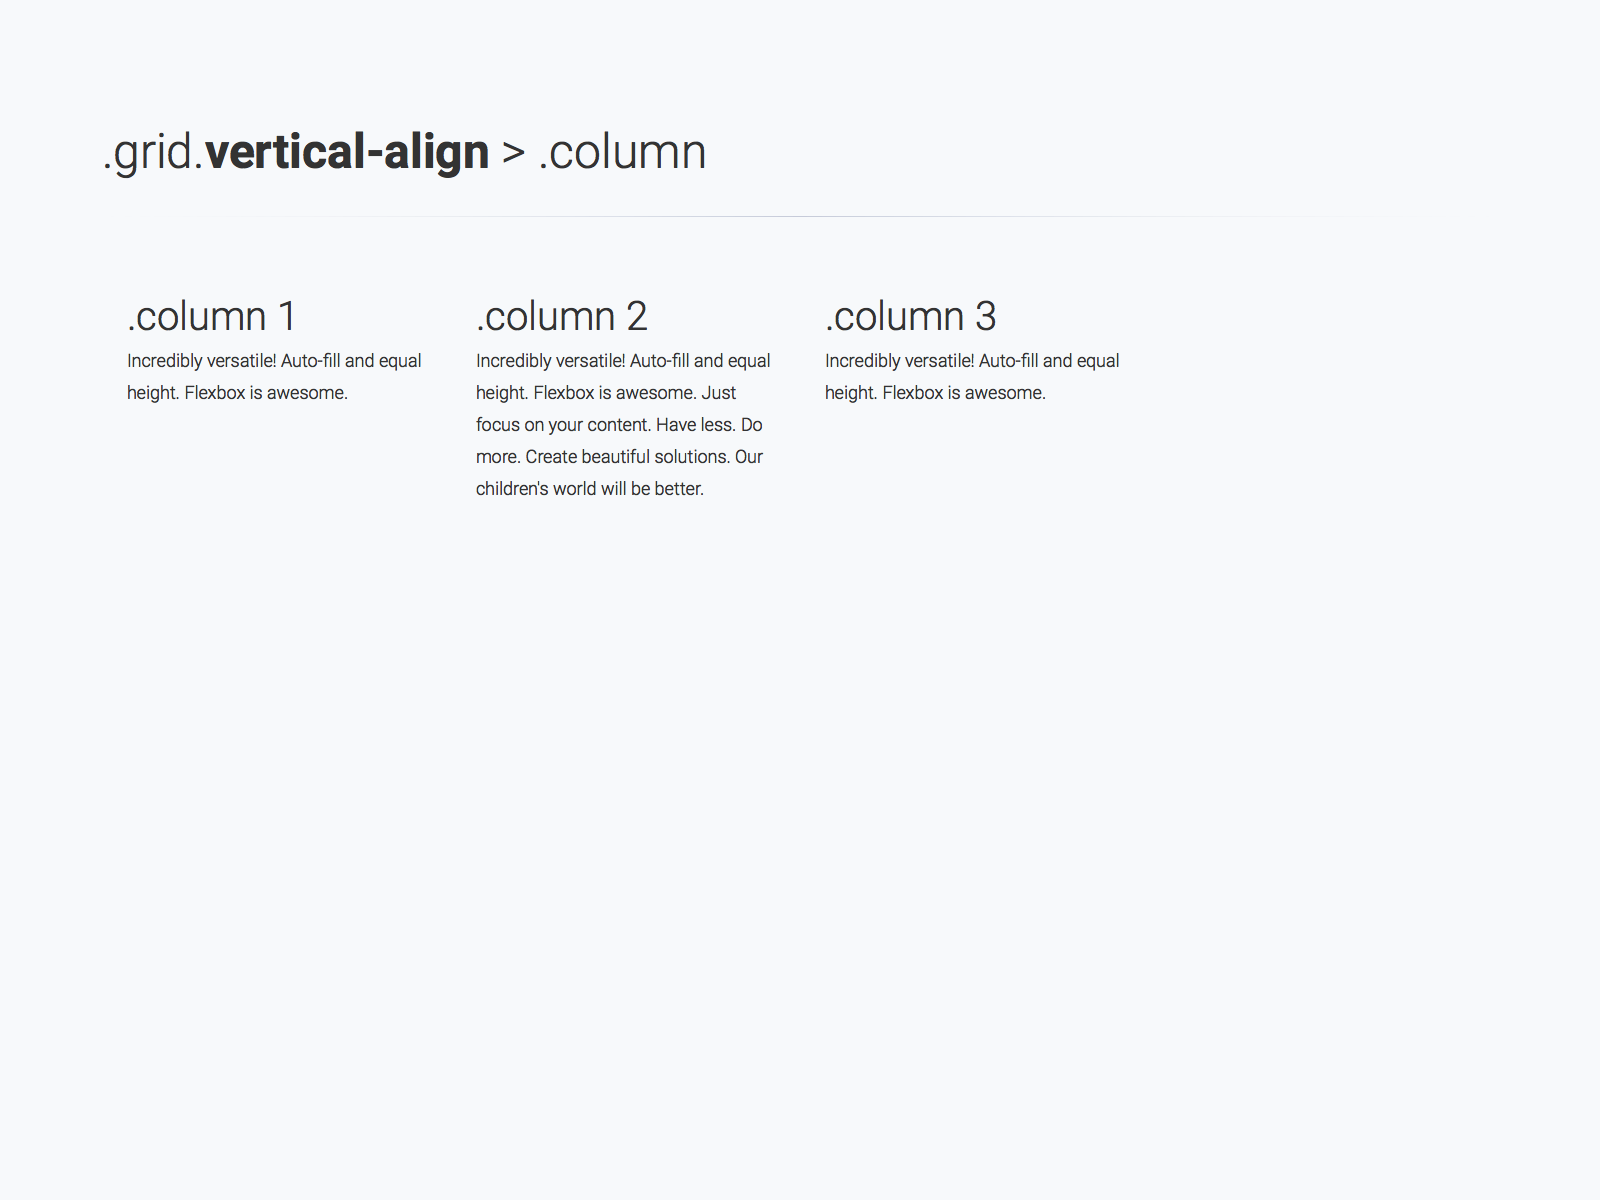 .grid.vertical-align > .column
.column 1
Incredibly versatile! Auto-fill and equal
height. Flexbox is awesome.
.column 2
Incredibly versatile! Auto-fill and equal
height. Flexbox is awesome. Just
focus on your content. Have less. Do
more. Create beautiful solutions. Our
children's world will be better.
.column 3
Incredibly versatile! Auto-fill and equal
height. Flexbox is awesome.